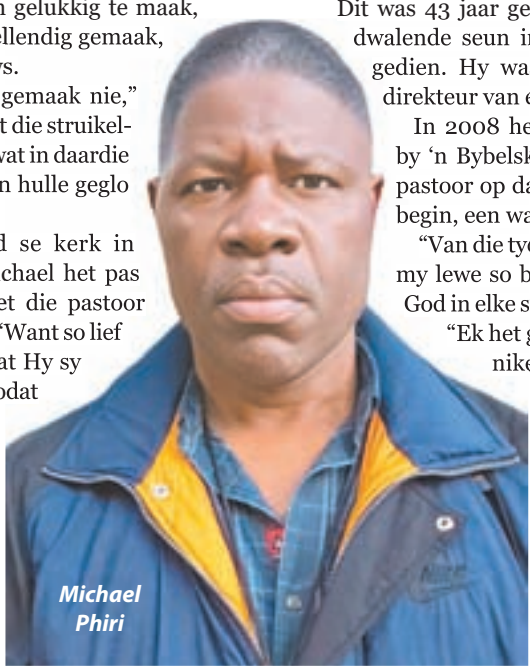 n gelukkig te maak,
ellendig gemaak,
vs.
gemaak nie,”
t die struikel-
wat in daardie
n hulle geglo
d se kerk in
ichael het pas
et die pastoor
“Want so lief
at Hy sy
odat
Dit was 43 jaar ge
dwalende seun in
gedien. Hy wa
direkteur van é
In 2008 he
by ‘n Bybelsk
pastoor op da
begin, een wa
“Van die tyd
my lewe so b
God in elke s
“Ek het g
nike
Michael
Phiri